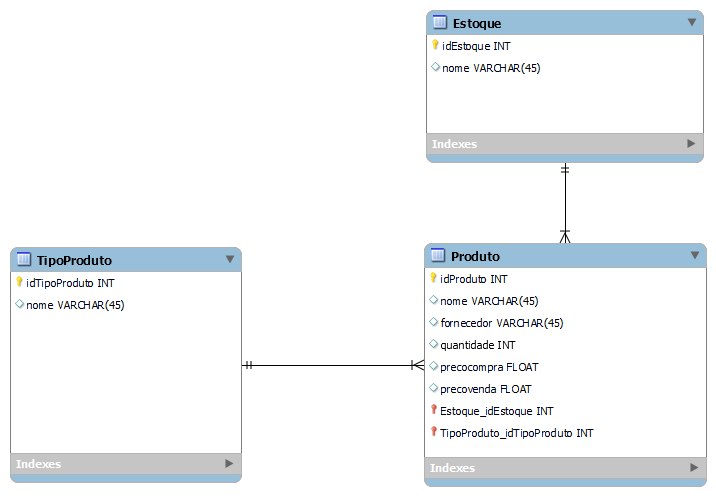 Estoque
idEstoque INT
nome VARCHAR(45)
Indexes
TipoProduto
idTipoProduto INT
nome VARCHAR(45)
Indexes
Produto
idProduto INT
nome VARCHAR(45)
fornecedor VARCHAR(45)
quantidade INT
precocompra FLOAT
precovenda FLOAT
Estoque_idEstoque INT
TipoProduto_idTipoProduto INT
Indexes